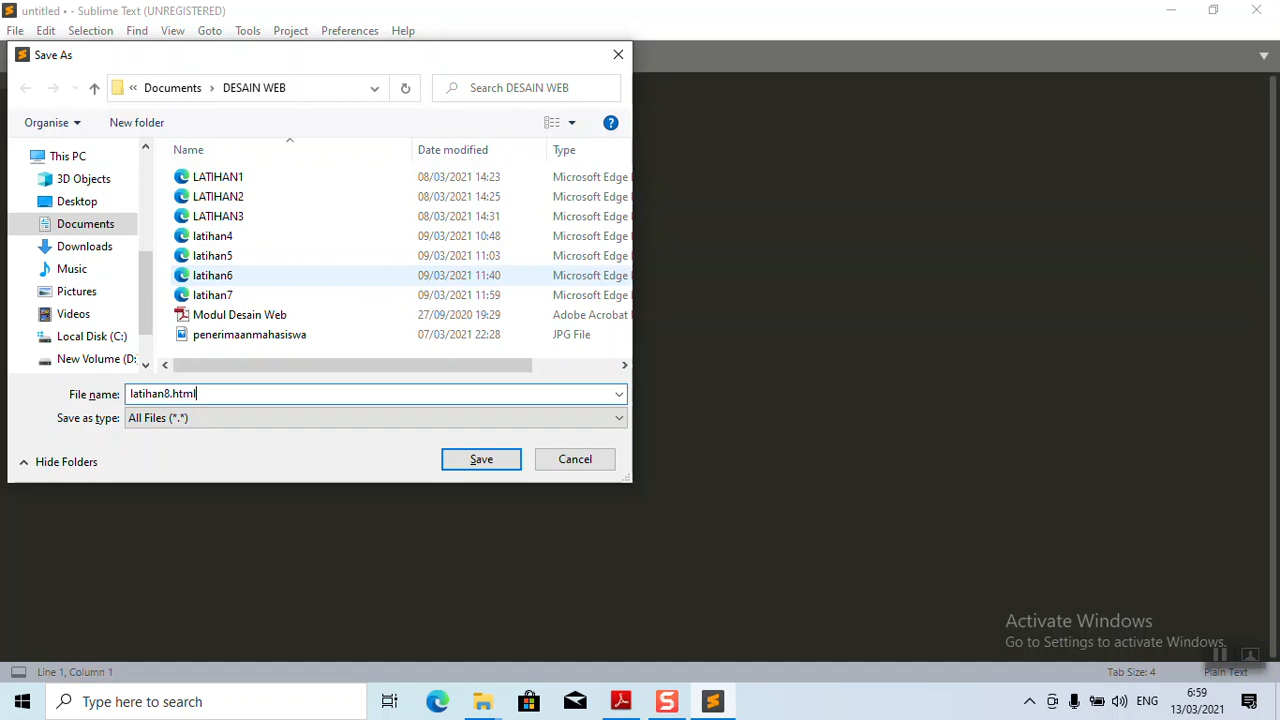 untitled • - Sublime Text (UNREGISTERED)
File Edit Selection Find View Goto Tools Project Preferences Help
Save As
Documents DESAIN WEB Search DESAIN WEB
Organise New folder
Name Date modified Type
This PC
3D Objects
Desktop
Documents
Downloads
Music
Pictures
Videos
Local Disk (C:)
New Volume (D:
LATIHAN1 08/03/2021 14:23 Microsoft Edge
LATIHAN2 08/03/2021 14:25 Microsoft Edge
LATIHAN3 08/03/2021 14:31 Microsoft Edge
latihan4 09/03/2021 10:48 Microsoft Edge
latihan5 09/03/2021 11:03 Microsoft Edge
latihan6 09/03/2021 11:40 Microsoft Edge
latihan7 09/03/2021 11:59 Microsoft Edge
Modul Desain Web 27/09/2020 19:29 Adobe Acrobat
penerimaanmahasiswa 07/03/2021 22:28 JPG File
File name: latihan8.html
Save as type: All Files (*.*)
Hide Folders Save Cancel
Activate Windows
Go to Settings to activate Windows.
Line 1, Column 1 Tab Size: 4 Plain Text
Type here to search ENG 6:59
13/03/2021